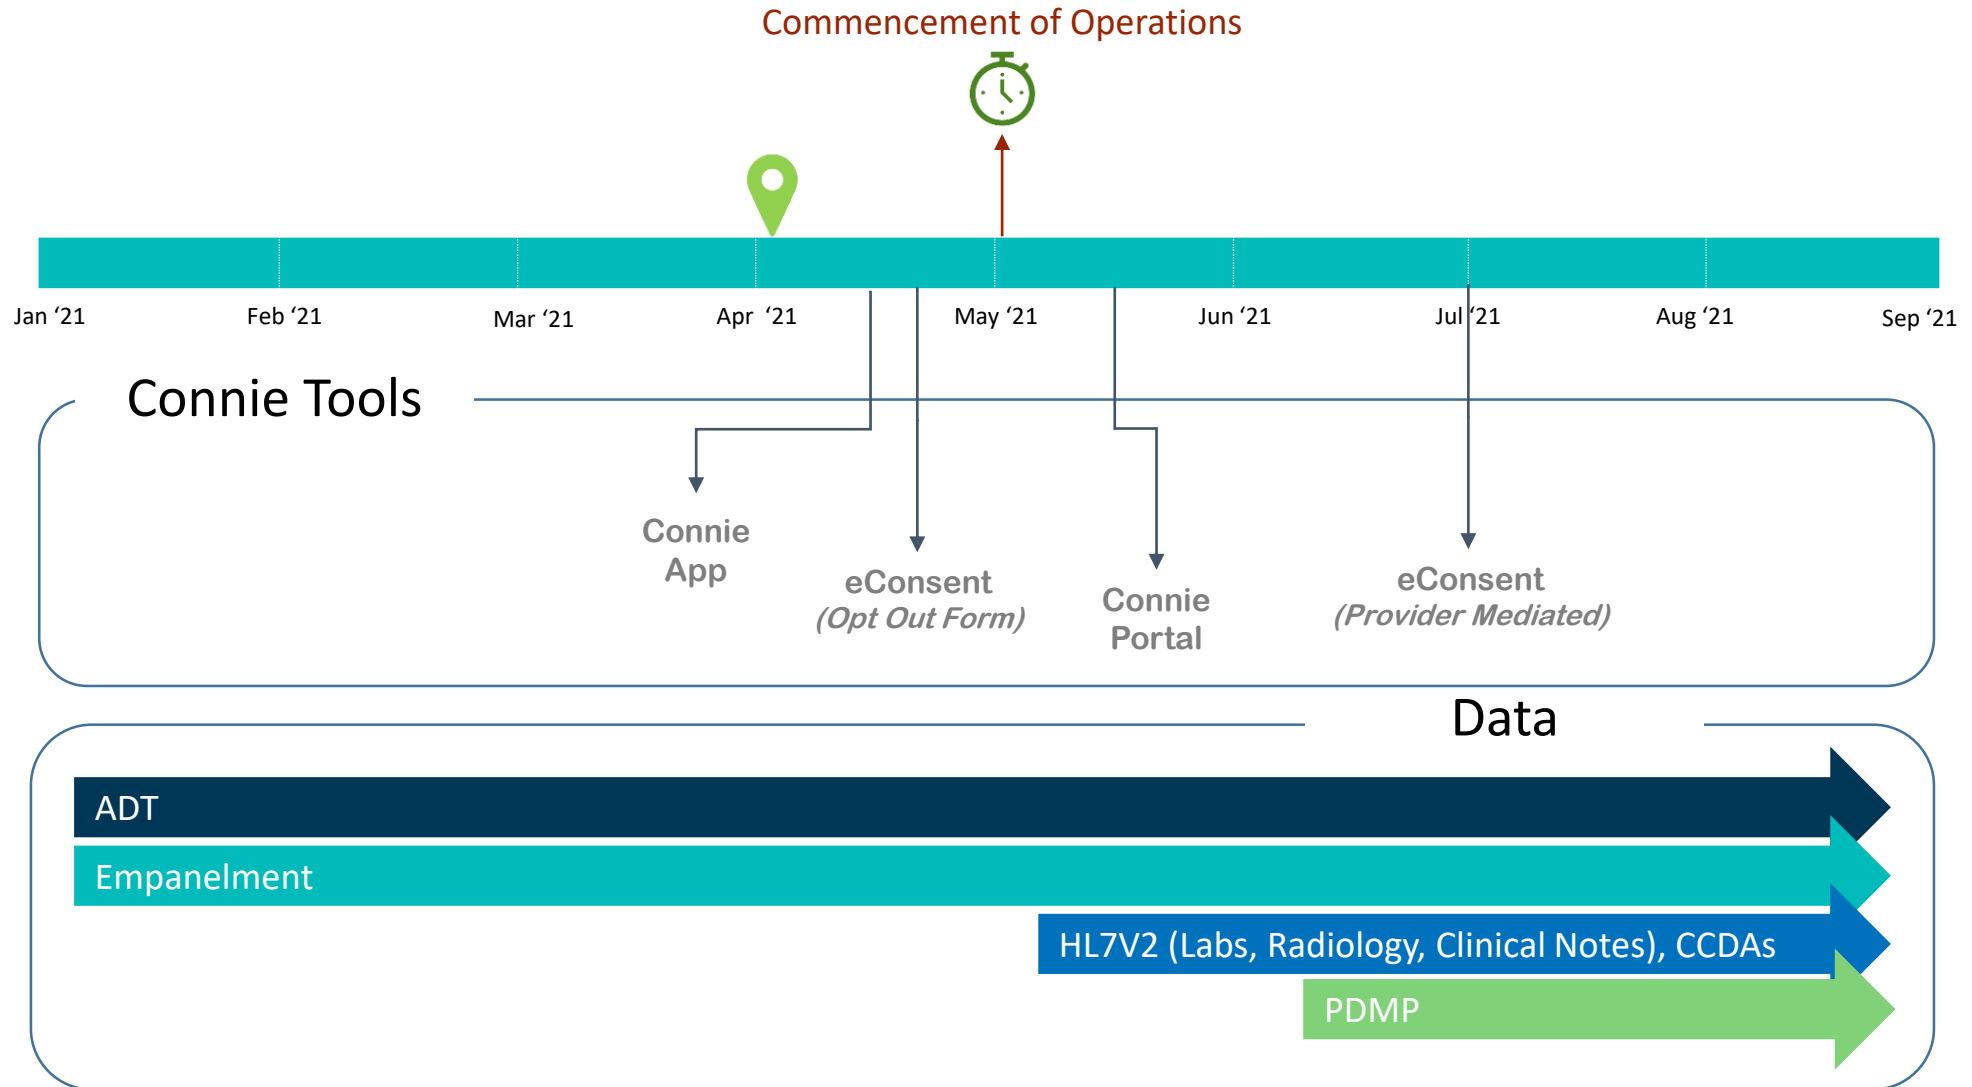 Commencement of Operations
Jan ‘21
Feb ‘21
Mar ‘21
Apr ‘21
May ‘21
Jun ‘21
Jul ‘21
Aug ‘21
Sep ‘21
Connie Tools
Connie
App
eConsent
(Opt Out Form)
Connie
Portal
eConsent
(Provider Mediated)
Data
ADT
Empanelment
HL7V2 (Labs, Radiology, Clinical Notes), CCDAs
PDMP